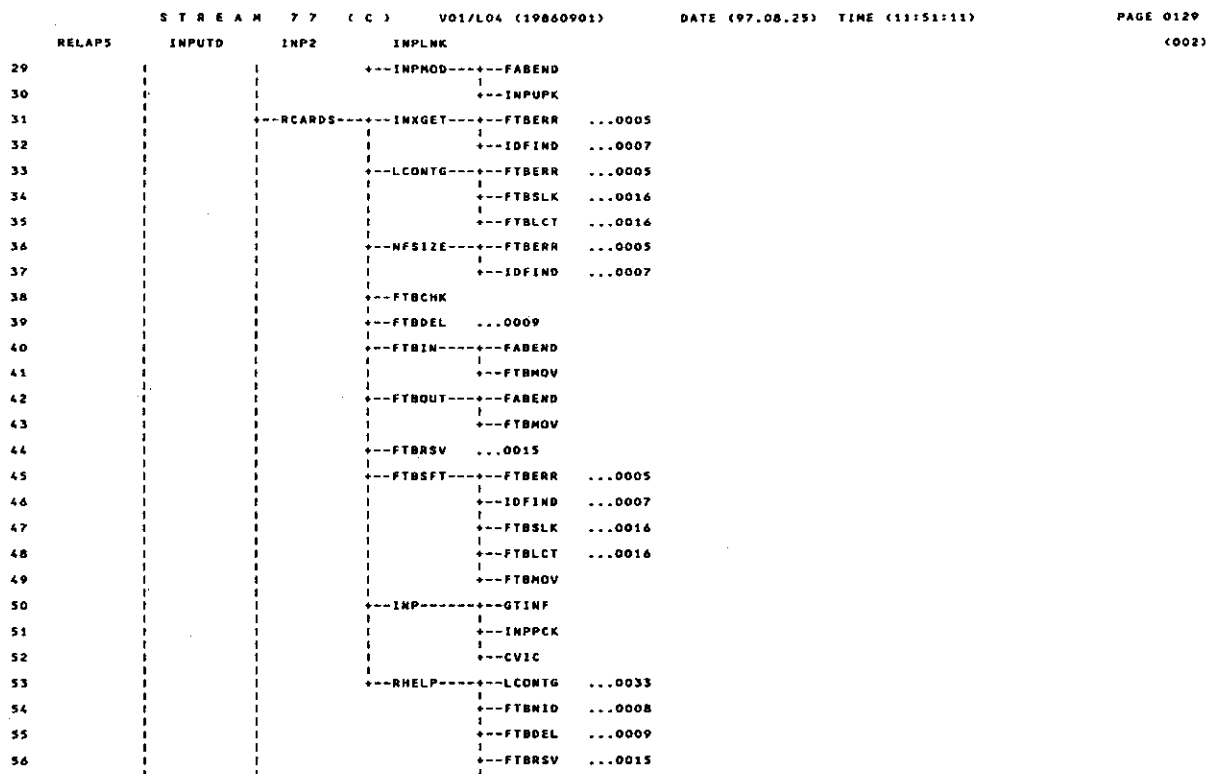 S T R E A M 7 7 ( C ) V01/L04 (19860901) DATE (97.08.25) TIME (11:51:11) PAGE 0129
RELAP5 INPUTD INP2 INPLNK (002)
29 +--INPMOD---+--FABEND
30 +--INPUPK
31 +--RCARDS---+--INXGET---+--FTBERR ...0005
32 +--IDFIND ...0007
33 +--LCONTG---+--FTBERR ...0005
34 +--FTBSLK ...0016
35 +--FTBLCT ...0016
36 +--NFSIZE---+--FTBERR ...0005
37 +--IDFIND ...0007
38 +--FTBCHK
39 +--FTBDEL ...0009
40 +--FTBIN----+--FABEND
41 +--FTBMOV
42 +--FTBOUT---+--FABEND
43 +--FTBMOV
44 +--FTBRSV ...0015
45 +--FTBSFT---+--FTBERR ...0005
46 +--IDFIND ...0007
47 +--FTBSLK ...0016
48 +--FTBLCT ...0016
49 +--FTBMOV
50 +--INP------+--GTINF
51 +--INPPCK
52 +--CVIC
53 +--RHELP----+--LCONTG ...0033
54 +--FTBNID ...0008
55 +--FTBDEL ...0009
56 +--FTBRSV ...0015